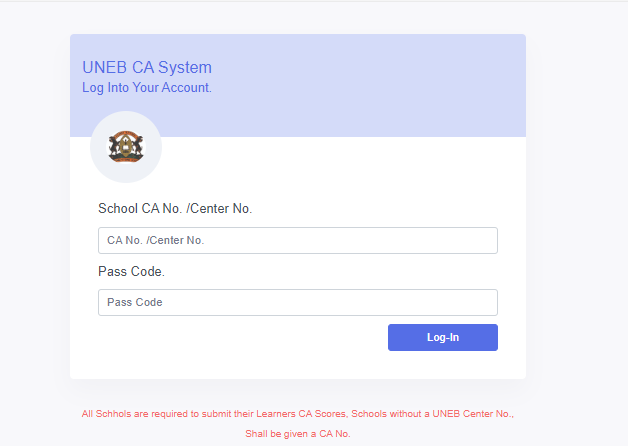 UNEB CA System
Log Into Your Account.
School CA No. /Center No.
CA No. /Center No.
Pass Code.
Pass Code
Log-In
All Schhols are required to submit their Learners CA Scores, Schools without a UNEB Center No.,
Shall be given a CA No.